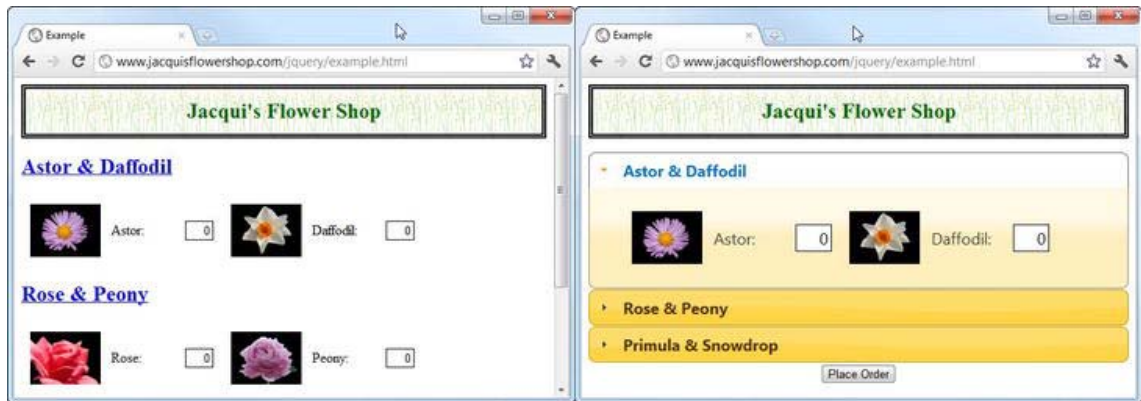 Example
www.jacquisflowershop.com/jquery/example.html
Jacqui's Flower Shop
Astor & Daffodil
Astor: 0 Daffodil: 0
Rose & Peony
Rose: 0 Peony: 0
Example
www.jacquisflowershop.com/jquery/example.html
Jacqui's Flower Shop
Astor & Daffodil
Astor: 0 Daffodil: 0
Rose & Peony
Primula & Snowdrop
Place Order